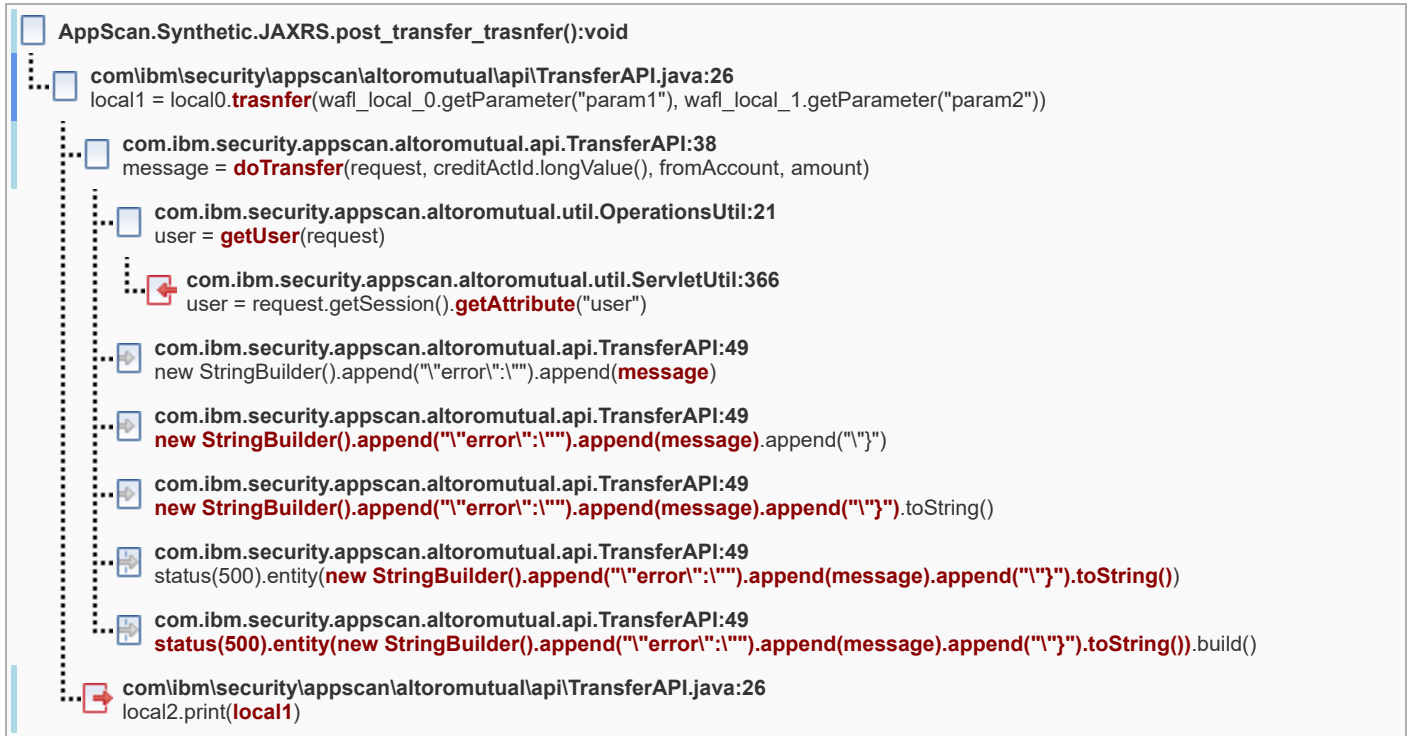 AppScan.Synthetic.JAXRS.post_transfer_trasnfer():void
com\ibm\security\appscan\altoromutual\api\TransferAPI.java:26
local1 = local0.trasnfer(wafl_local_0.getParameter("param1"), wafl_local_1.getParameter("param2"))
com.ibm.security.appscan.altoromutual.api.TransferAPI:38
message = doTransfer(request, creditActId.longValue(), fromAccount, amount)
com.ibm.security.appscan.altoromutual.util.OperationsUtil:21
user = getUser(request)
com.ibm.security.appscan.altoromutual.util.ServletUtil:366
user = request.getSession().getAttribute("user")
com.ibm.security.appscan.altoromutual.api.TransferAPI:49
new StringBuilder().append("\"error\":\"").append(message)
com.ibm.security.appscan.altoromutual.api.TransferAPI:49
new StringBuilder().append("\"error\":\"").append(message).append("\"}")
com.ibm.security.appscan.altoromutual.api.TransferAPI:49
new StringBuilder().append("\"error\":\"").append(message).append("\"}").toString()
com.ibm.security.appscan.altoromutual.api.TransferAPI:49
status(500).entity(new StringBuilder().append("\"error\":\"").append(message).append("\"}").toString())
com.ibm.security.appscan.altoromutual.api.TransferAPI:49
status(500).entity(new StringBuilder().append("\"error\":\"").append(message).append("\"}").toString()).build()
com\ibm\security\appscan\altoromutual\api\TransferAPI.java:26
local2.print(local1)